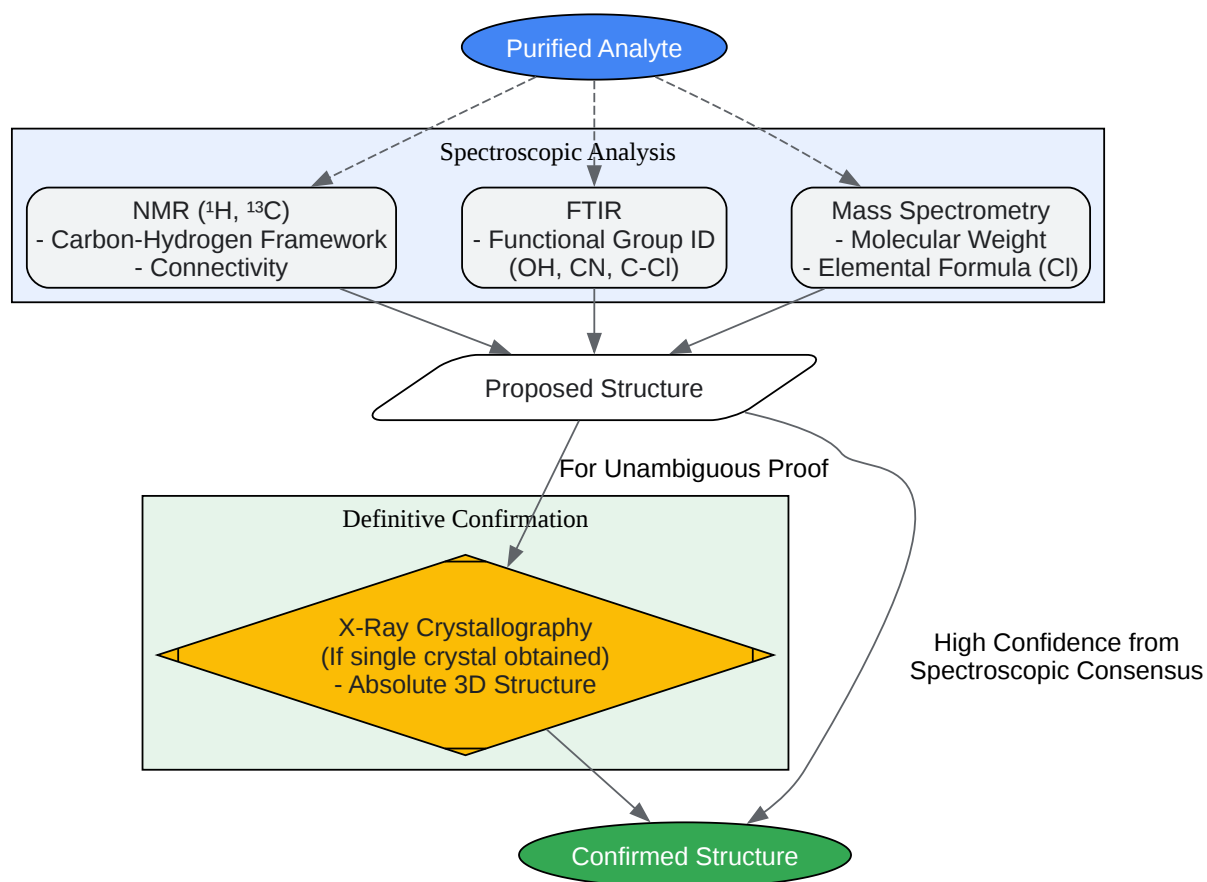 Purified Analyte
Spectroscopic Analysis
NMR (¹H, ¹³C)
- Carbon-Hydrogen Framework
- Connectivity
FTIR
- Functional Group ID
(OH, CN, C-Cl)
Mass Spectrometry
- Molecular Weight
- Elemental Formula (Cl)
Proposed Structure
For Unambiguous Proof
Definitive Confirmation
X-Ray Crystallography
(If single crystal obtained)
- Absolute 3D Structure
High Confidence from
Spectroscopic Consensus
Confirmed Structure